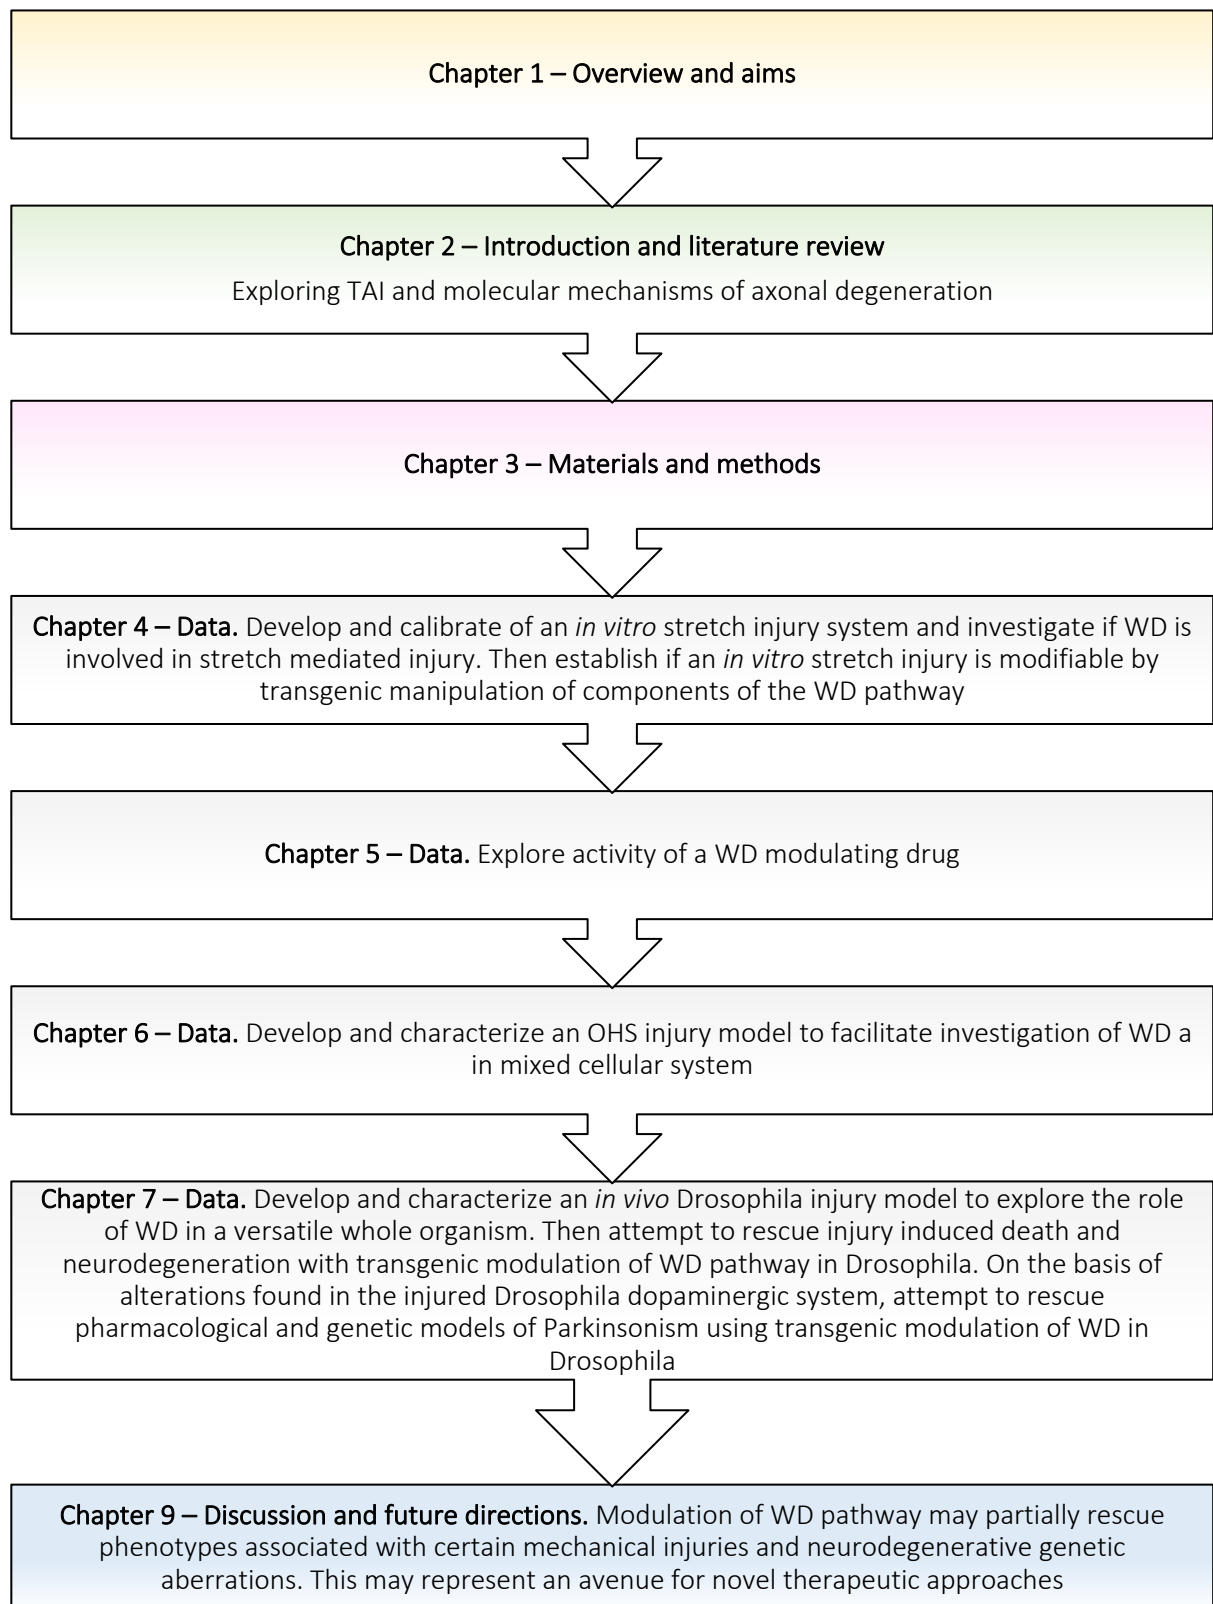 Chapter 1 – Overview and aims
Chapter 2 – Introduction and literature review
Exploring TAI and molecular mechanisms of axonal degeneration
Chapter 3 – Materials and methods
Chapter 4 – Data. Develop and calibrate of an in vitro stretch injury system and investigate if WD is
involved in stretch mediated injury. Then establish if an in vitro stretch injury is modifiable by
transgenic manipulation of components of the WD pathway
Chapter 5 – Data. Explore activity of a WD modulating drug
Chapter 6 – Data. Develop and characterize an OHS injury model to facilitate investigation of WD a
in mixed cellular system
Chapter 7 – Data. Develop and characterize an in vivo Drosophila injury model to explore the role
of WD in a versatile whole organism. Then attempt to rescue injury induced death and
neurodegeneration with transgenic modulation of WD pathway in Drosophila. On the basis of
alterations found in the injured Drosophila dopaminergic system, attempt to rescue
pharmacological and genetic models of Parkinsonism using transgenic modulation of WD in
Drosophila
Chapter 9 – Discussion and future directions. Modulation of WD pathway may partially rescue
phenotypes associated with certain mechanical injuries and neurodegenerative genetic
aberrations. This may represent an avenue for novel therapeutic approaches